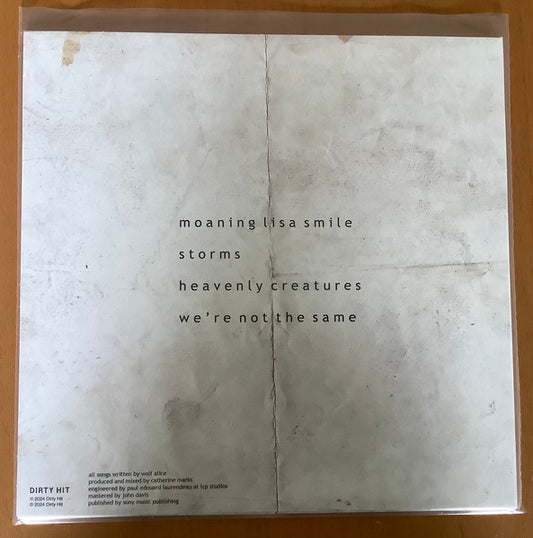 moaning lisa smile
storms
heavenly creatures
we're not the same
all songs written by wolf alice
produced and mixed by catherine marks
engineered by paul edouard laurendeau at icp studios
mastered by john davis
published by sony music publishing
DIRTY HIT
℗ 2024 Dirty Hit
© 2024 Dirty Hit